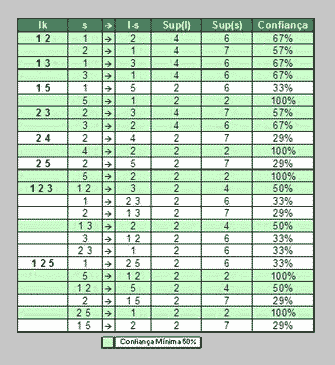 Ik s → I-s Sup(I) Sup(s) Confiança
1 2 1 → 2 4 6 67%
2 → 1 4 7 57%
1 3 1 → 3 4 6 67%
3 → 1 4 6 67%
1 5 1 → 5 2 6 33%
5 → 1 2 2 100%
2 3 2 → 3 4 7 57%
3 → 2 4 6 67%
2 4 2 → 4 2 7 29%
4 → 2 2 2 100%
2 5 2 → 5 2 7 29%
5 → 2 2 2 100%
1 2 3 1 2 → 3 2 4 50%
1 → 2 3 2 6 33%
2 → 1 3 2 7 29%
1 3 → 2 2 4 50%
3 → 1 2 2 6 33%
2 3 → 1 2 6 33%
1 2 5 1 → 2 5 2 6 33%
5 → 1 2 2 2 100%
1 2 → 5 2 4 50%
2 → 1 5 2 7 29%
2 5 → 1 2 2 100%
1 5 → 2 2 7 29%
Confiança Mínima 50%